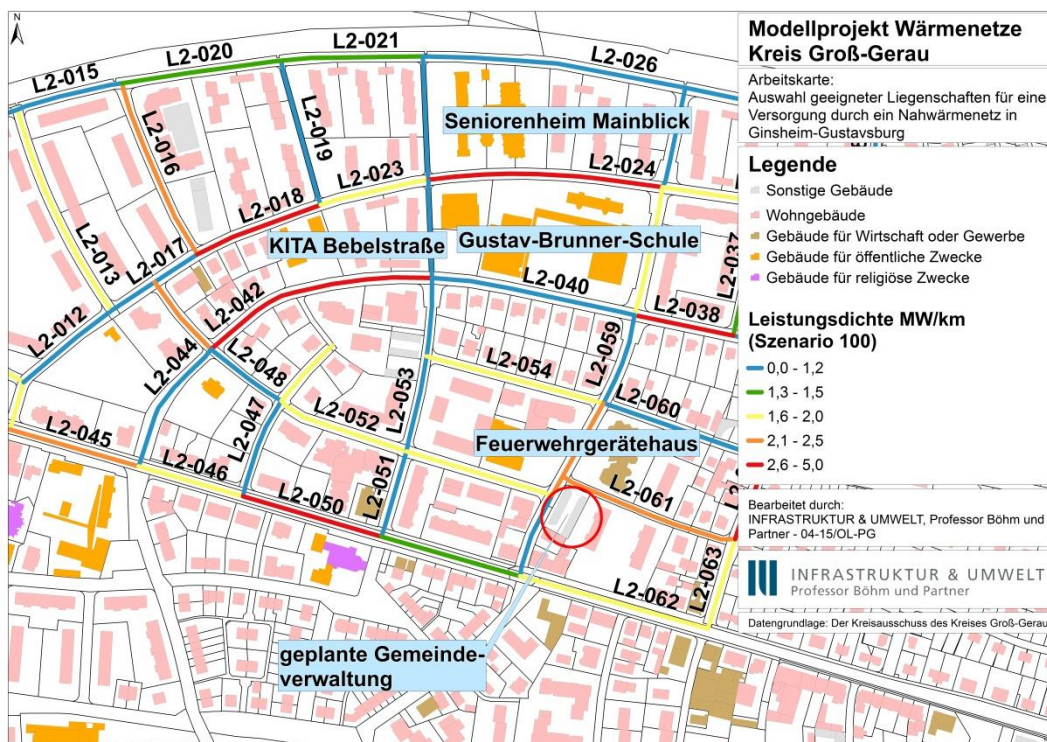 N
L2-015
L2-020
L2-021
L2-026
L2-016
L2-019
Seniorenheim Mainblick
L2-023
L2-024
L2-018
L2-013
L2-017
KITA Bebelstraße
Gustav-Brunner-Schule
L2-037
L2-012
L2-042
L2-040
L2-038
L2-044
L2-048
L2-059
L2-054
L2-053
L2-060
L2-047
L2-052
L2-045
Feuerwehrgerätehaus
L2-046
L2-051
L2-061
L2-050
L2-063
L2-062
geplante Gemeinde-
verwaltung
Modellprojekt Wärmenetze
Kreis Groß-Gerau
Arbeitskarte:
Auswahl geeigneter Liegenschaften für eine
Versorgung durch ein Nahwärmenetz in
Ginsheim-Gustavsburg
Legende
Sonstige Gebäude
Wohngebäude
Gebäude für Wirtschaft oder Gewerbe
Gebäude für öffentliche Zwecke
Gebäude für religiöse Zwecke
Leistungsdichte MW/km
(Szenario 100)
0,0 - 1,2
1,3 - 1,5
1,6 - 2,0
2,1 - 2,5
2,6 - 5,0
Bearbeitet durch:
INFRASTRUKTUR & UMWELT, Professor Böhm und
Partner - 04-15/OL-PG
INFRASTRUKTUR & UMWELT
Professor Böhm und Partner
Datengrundlage: Der Kreisausschuss des Kreises Groß-Gerau